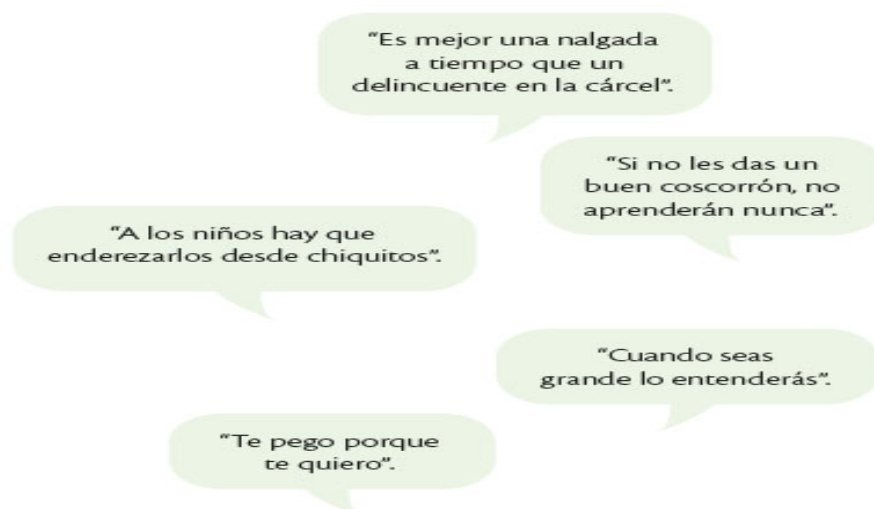 “Es mejor una nalgada
a tiempo que un
delincuente en la cárcel”.
“Si no les das un
buen coscorrón, no
aprenderán nunca”.
“A los niños hay que
enderezarlos desde chiquitos”.
“Cuando seas
grande lo entenderás”.
“Te pego porque
te quiero”.